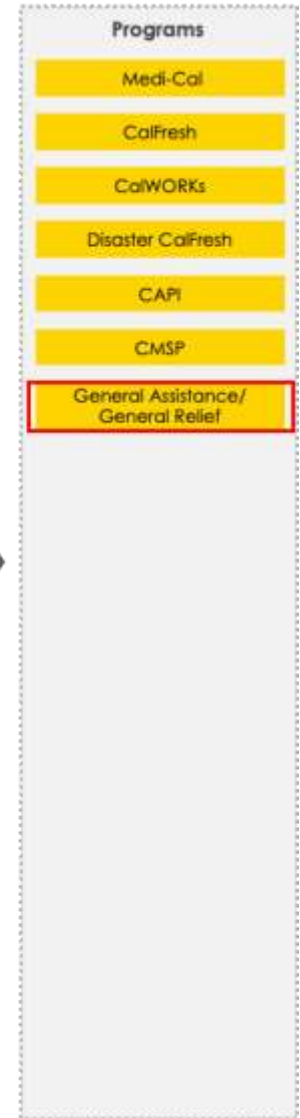 Programs
Medi-Cal
CalFresh
CalWORKs
Disaster CalFresh
CAPI
CMSP
General Assistance/
General Relief